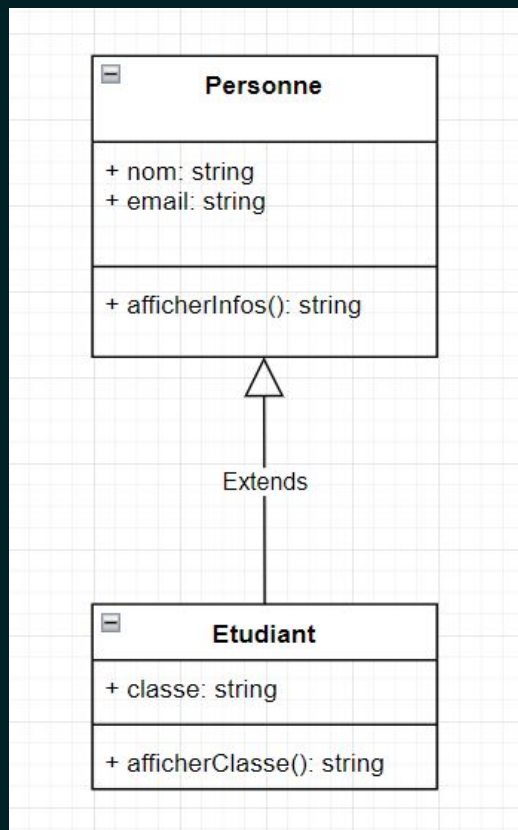 Personne
+ nom: string
+ email: string
+ afficherInfos(): string
Extends
Etudiant
+ classe: string
+ afficherClasse(): string